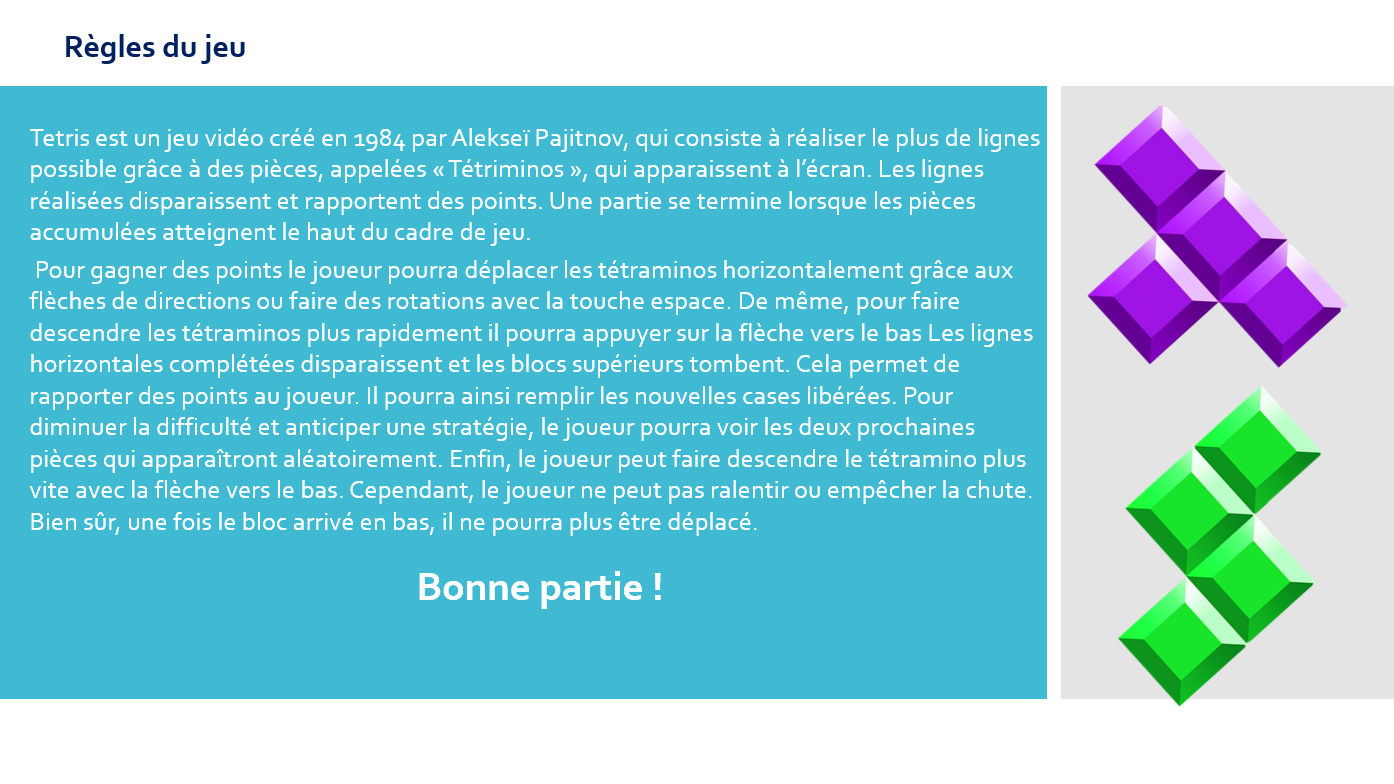 Règles du jeu
Tetris est un jeu vidéo créé en 1984 par Alekseï Pajitnov, qui consiste à réaliser le plus de lignes
possible grâce à des pièces, appelées « Tétriminos », qui apparaissent à l’écran. Les lignes
réalisées disparaissent et rapportent des points. Une partie se termine lorsque les pièces
accumulées atteignent le haut du cadre de jeu.
Pour gagner des points le joueur pourra déplacer les tétraminos horizontalement grâce aux
flèches de directions ou faire des rotations avec la touche espace. De même, pour faire
descendre les tétraminos plus rapidement il pourra appuyer sur la flèche vers le bas Les lignes
horizontales complétées disparaissent et les blocs supérieurs tombent. Cela permet de
rapporter des points au joueur. Il pourra ainsi remplir les nouvelles cases libérées. Pour
diminuer la difficulté et anticiper une stratégie, le joueur pourra voir les deux prochaines
pièces qui apparaîtront aléatoirement. Enfin, le joueur peut faire descendre le tétramino plus
vite avec la flèche vers le bas. Cependant, le joueur ne peut pas ralentir ou empêcher la chute.
Bien sûr, une fois le bloc arrivé en bas, il ne pourra plus être déplacé.
Bonne partie !